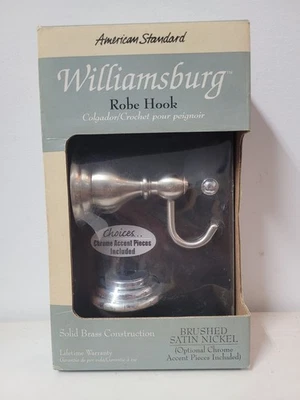 American Standard
Williamsburg™
Robe Hook
Colgador/Crochet pour peignoir
Choices...
Chrome Accent Pieces
Included
Solid Brass Construction
Lifetime Warranty
BRUSHED
SATIN NICKEL
(Optional Chrome
Accent Pieces Included)